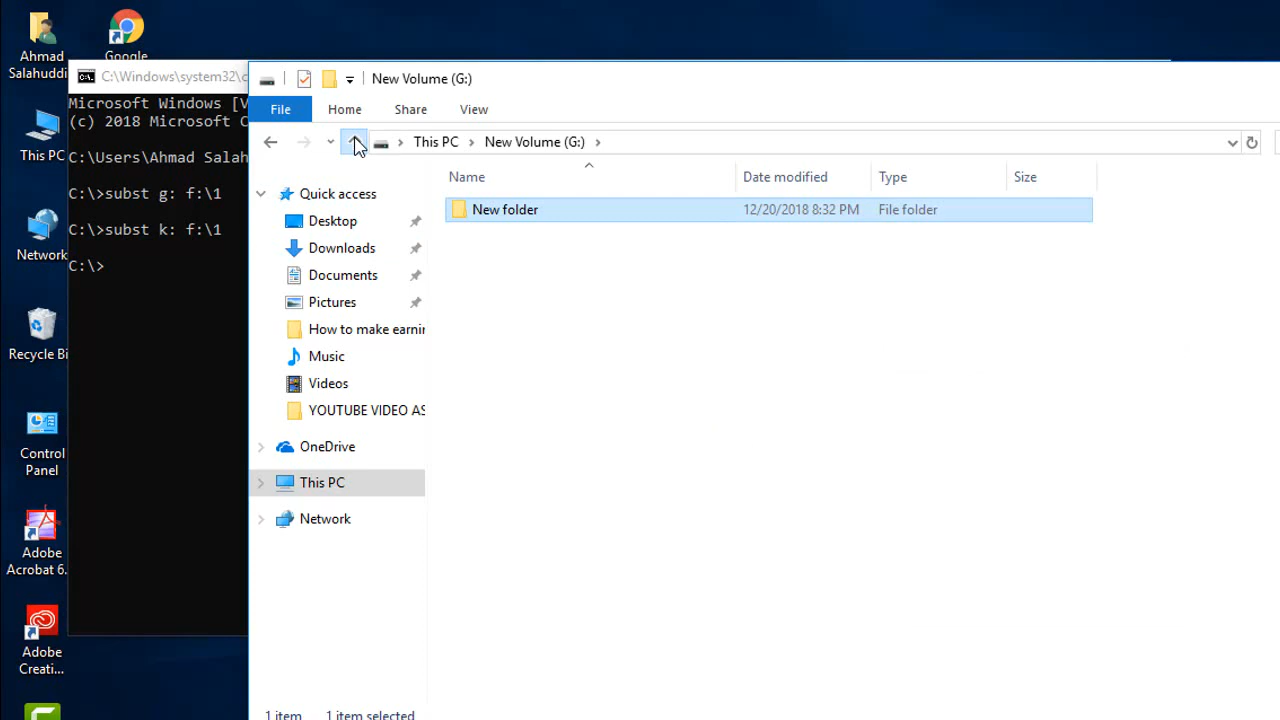 Ahmad
Salahuddi
Google
This PC
Network
Recycle Bi
Control
Panel
Adobe
Acrobat 6.
Adobe
Creati...
C:\Windows\system32\c
Microsoft Windows [V
(c) 2018 Microsoft C
C:\Users\Ahmad Salah
C:\>subst g: f:\1
C:\>subst k: f:\1
C:\>
New Volume (G:)
File Home Share View
This PC New Volume (G:)
Name Date modified Type Size
New folder 12/20/2018 8:32 PM File folder
Quick access
Desktop
Downloads
Documents
Pictures
How to make earnin
Music
Videos
YOUTUBE VIDEO AS
OneDrive
This PC
Network
1 item 1 item selected